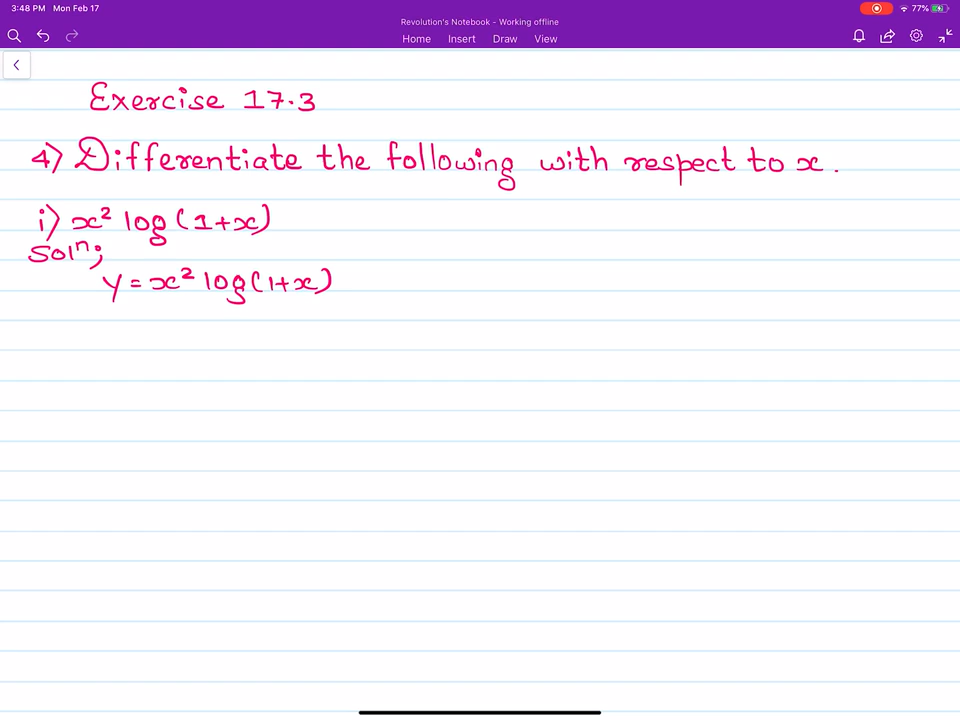 3:48 PM Mon Feb 17
77%
Revolution's Notebook - Working offline
Home Insert Draw View
Exercise 17.3
4) Differentiate the following with respect to x.
i) x² log(1+x)
Solⁿ;
y = x² log(1+x)